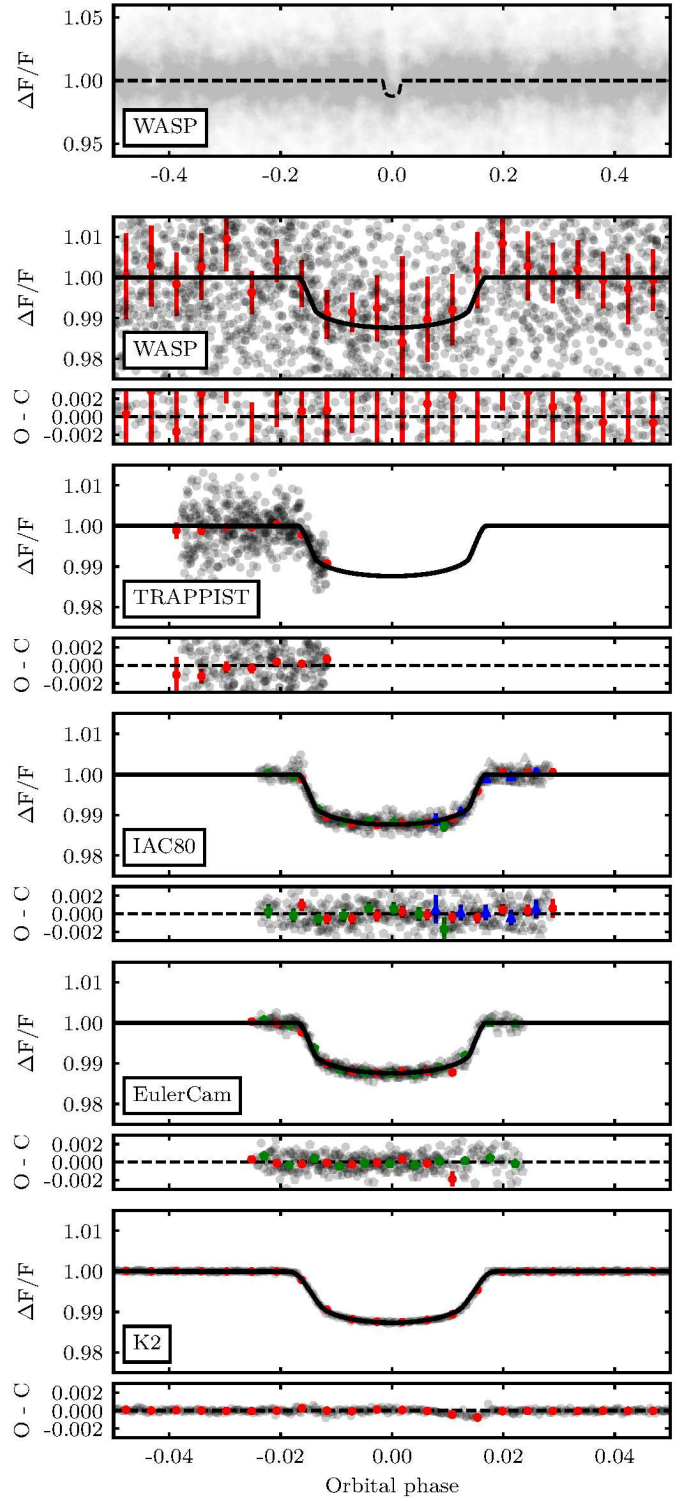 1.05
1.00
0.95
ΔF/F
WASP
-0.4 -0.2 0.0 0.2 0.4
1.01
1.00
0.99
0.98
ΔF/F
WASP
0.002
0.000
-0.002
O - C
1.01
1.00
0.99
0.98
ΔF/F
TRAPPIST
0.002
0.000
-0.002
O - C
1.01
1.00
0.99
0.98
ΔF/F
IAC80
0.002
0.000
-0.002
O - C
1.01
1.00
0.99
0.98
ΔF/F
EulerCam
0.002
0.000
-0.002
O - C
1.01
1.00
0.99
0.98
ΔF/F
K2
0.002
0.000
-0.002
O - C
-0.04 -0.02 0.00 0.02 0.04
Orbital phase